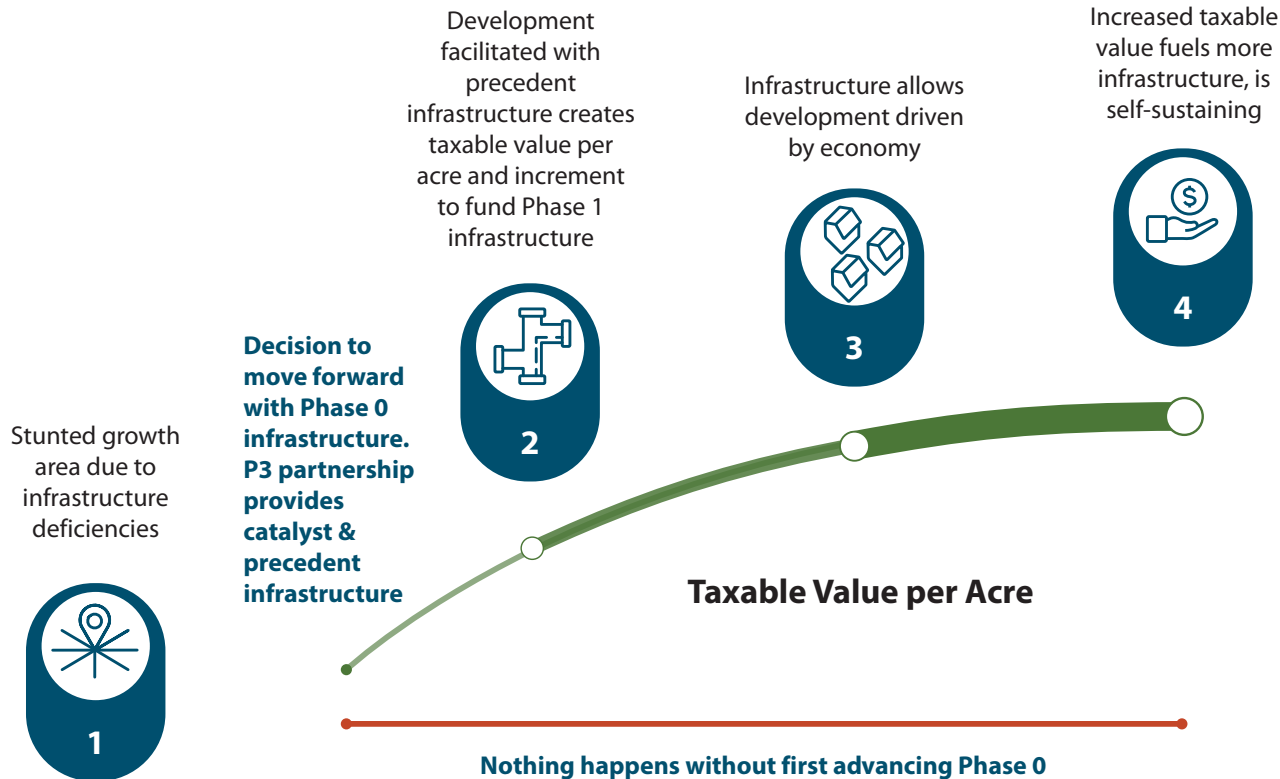 Stunted growth
area due to
infrastructure
deficiencies
1
Decision to
move forward
with Phase 0
infrastructure.
P3 partnership
provides
catalyst &
precedent
infrastructure
Development
facilitated with
precedent
infrastructure creates
taxable value per
acre and increment
to fund Phase 1
infrastructure
2
Infrastructure allows
development driven
by economy
3
Increased taxable
value fuels more
infrastructure, is
self-sustaining
$
4
Taxable Value per Acre
Nothing happens without first advancing Phase 0